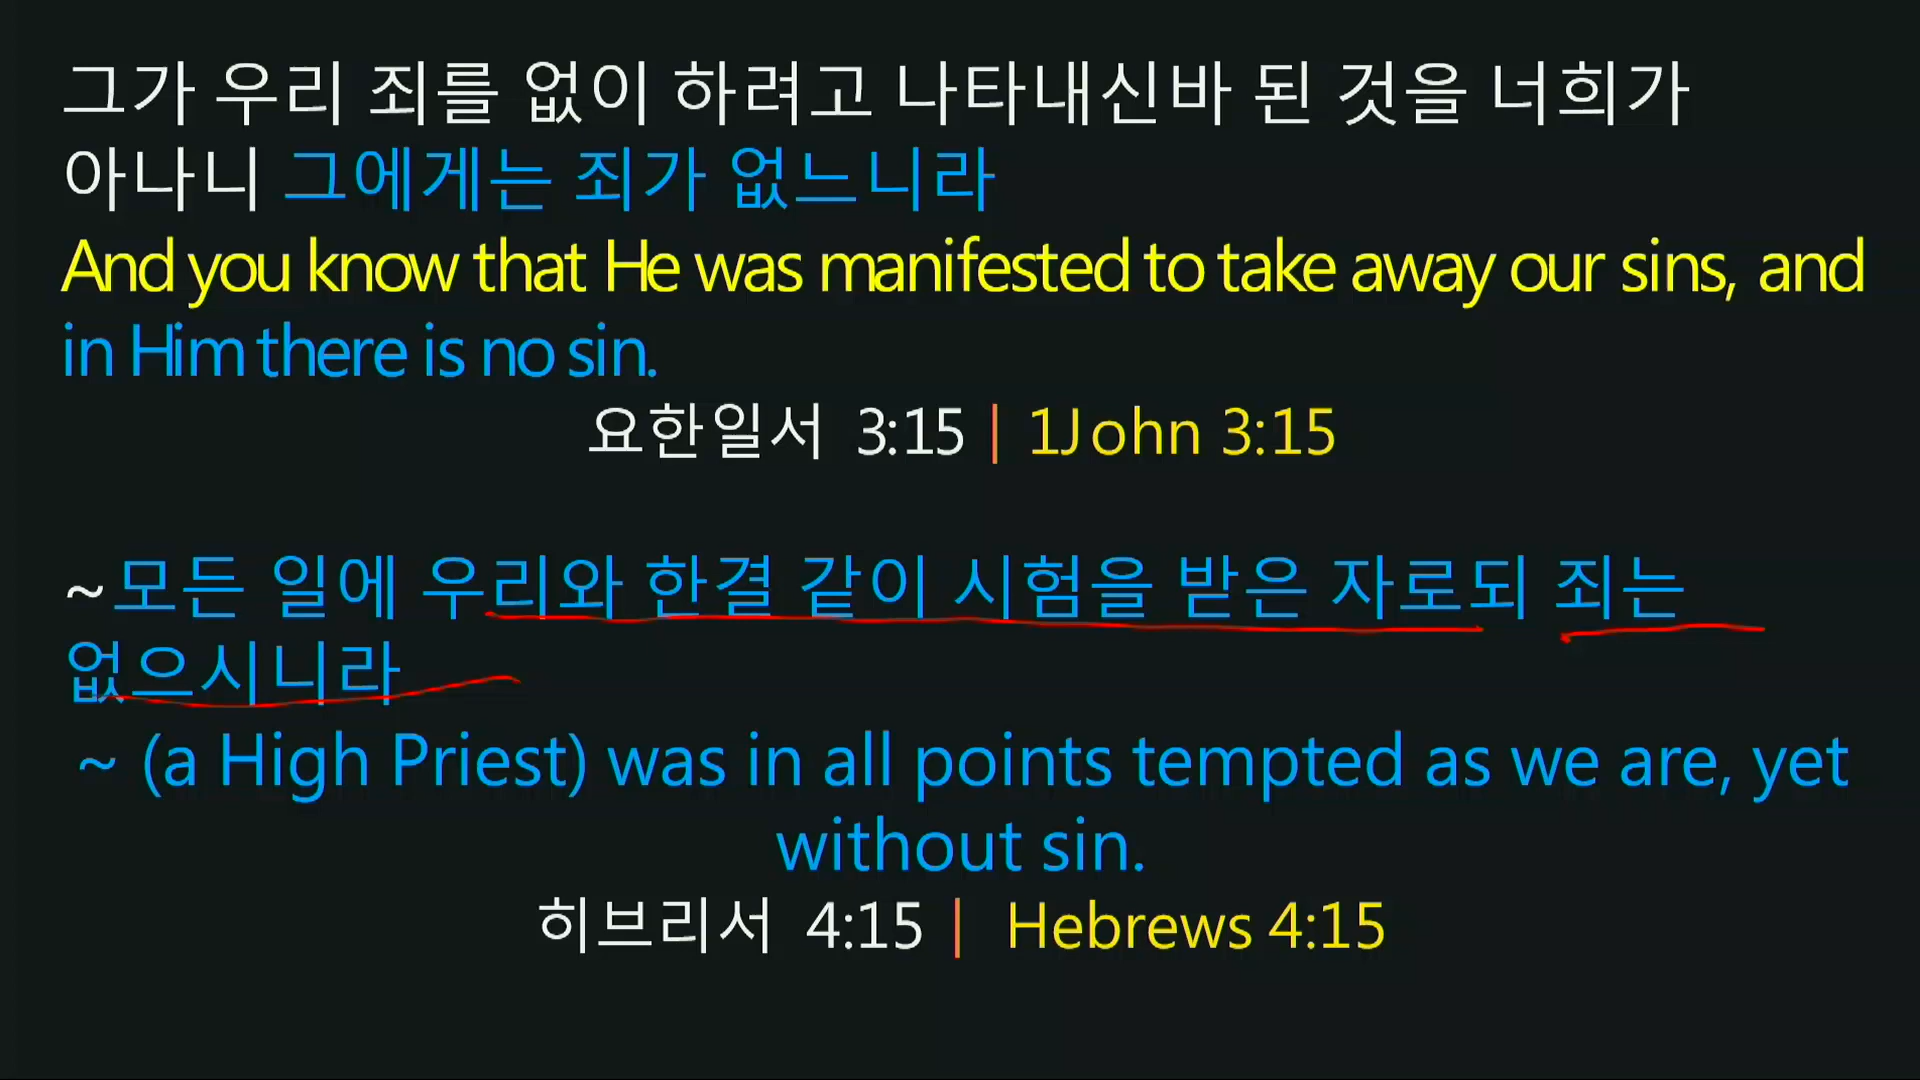 그가 우리 죄를 없이 하려고 나타내신바 된 것을 너희가
아나니 그에게는 죄가 없느니라
And you know that He was manifested to take away our sins, and
in Him there is no sin.
요한일서 3:15 | 1John 3:15
~모든 일에 우리와 한결 같이 시험을 받은 자로되 죄는
없으시니라
~ (a High Priest) was in all points tempted as we are, yet
without sin.
히브리서 4:15 | Hebrews 4:15